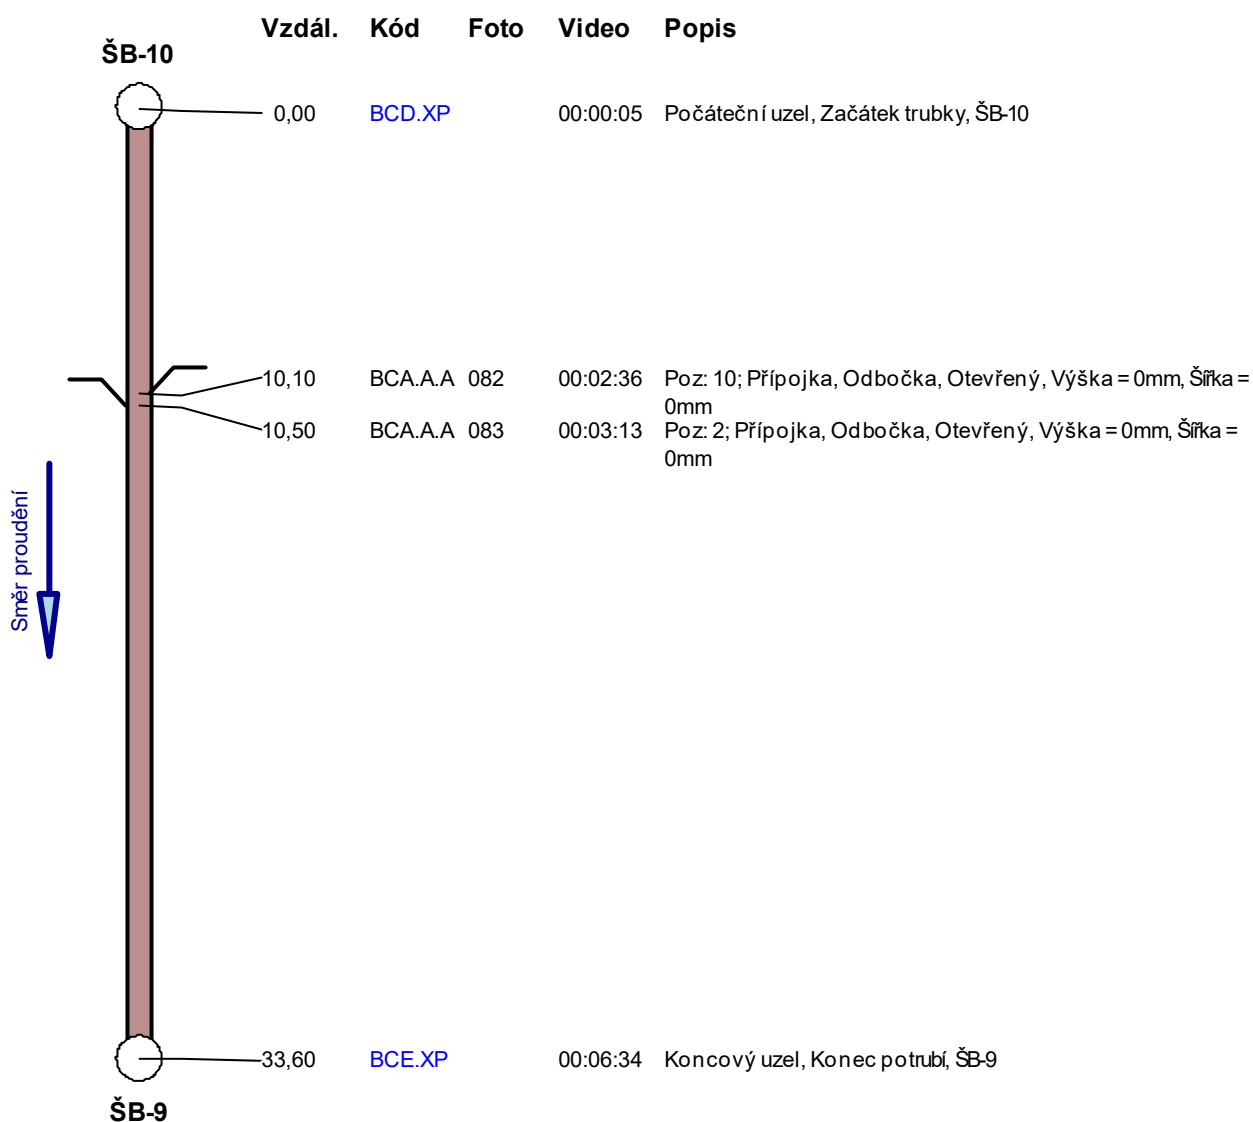 Vzdál. Kód Foto Video Popis
ŠB-10
0,00 BCD.XP 00:00:05 Počáteční uzel, Začátek trubky, ŠB-10
10,10 BCA.A.A 082 00:02:36 Poz: 10; Přípojka, Odbočka, Otevřený, Výška = 0mm, Šířka =
0mm
10,50 BCA.A.A 083 00:03:13 Poz: 2; Přípojka, Odbočka, Otevřený, Výška = 0mm, Šířka =
0mm
Směr proudění
33,60 BCE.XP 00:06:34 Koncový uzel, Konec potrubí, ŠB-9
ŠB-9